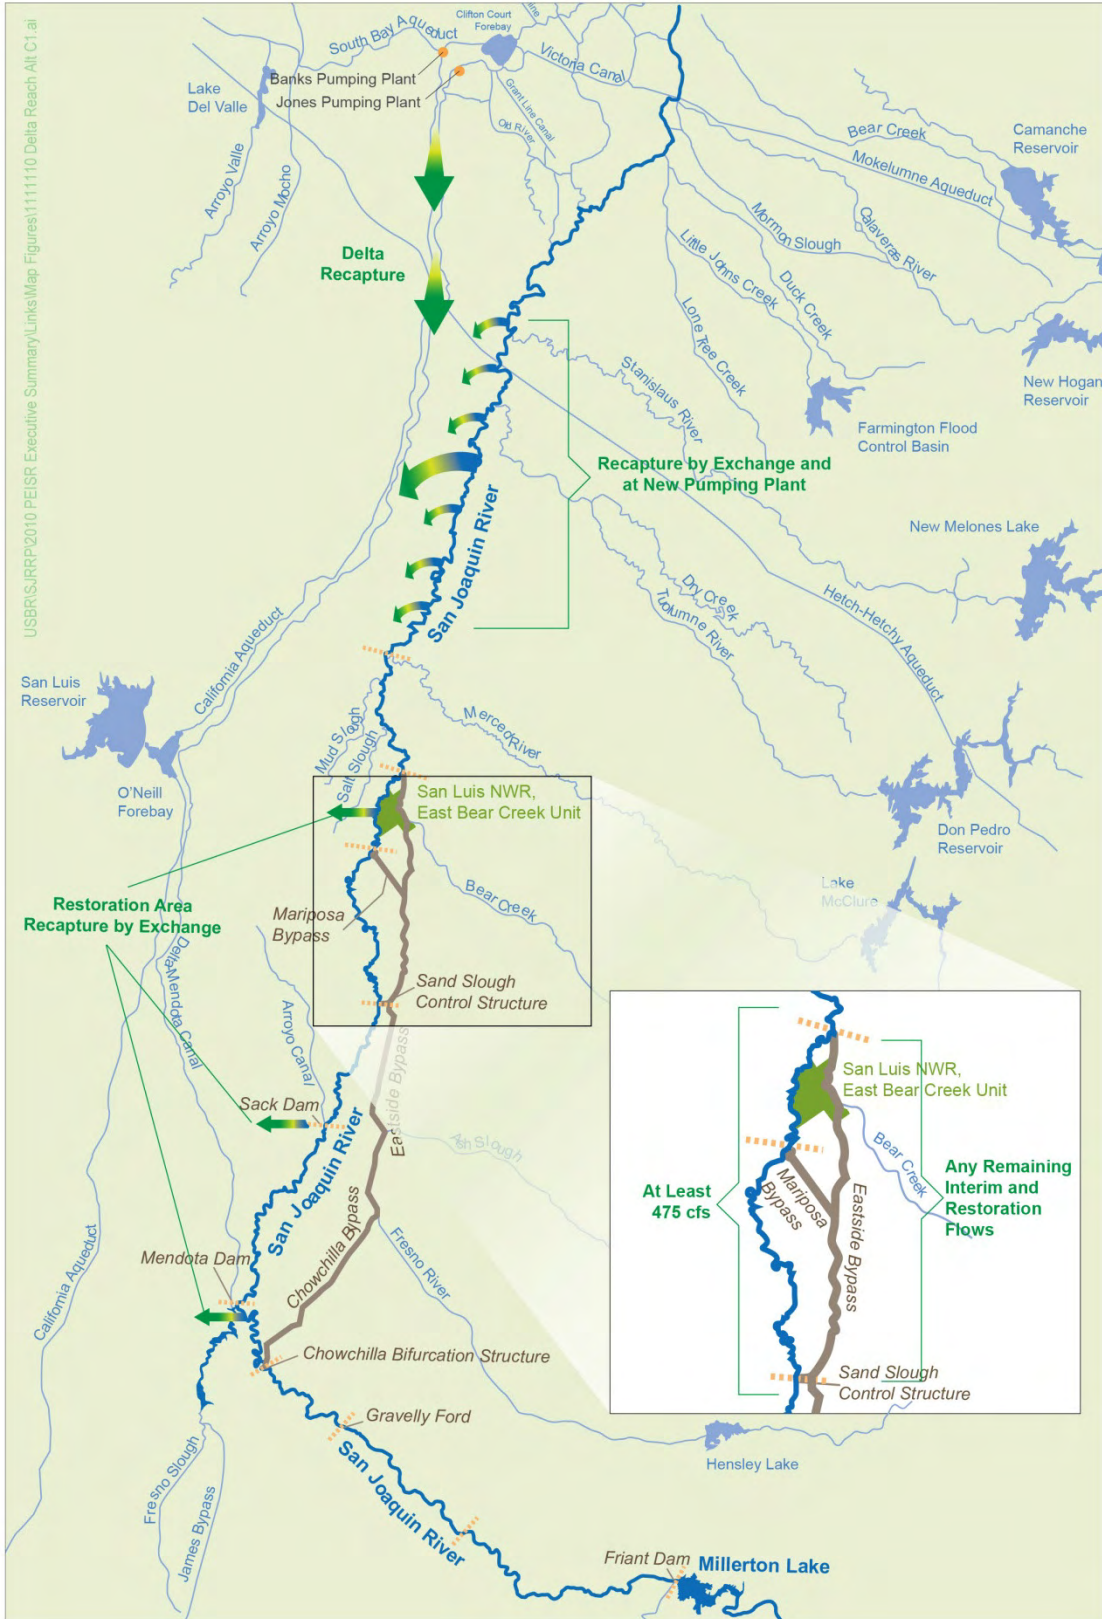 USBR\SJRRP\2010 PEISR Executive Summary\Links\Map Figures\1111110 Delta Reach Alt C1.ai
Clifton Court
Forebay
South Bay Aqueduct
Victoria Canal
Banks Pumping Plant
Jones Pumping Plant
Lake
Del Valle
Grant Line Canal
Old River
Arroyo Valle
Arroyo Mocho
Bear Creek
Camanche
Reservoir
Mokelumne Aqueduct
Calaveras River
Mormon Slough
Little Johns Creek
Duck Creek
Lone Tree Creek
Delta
Recapture
Stanislaus River
New Hogan
Reservoir
Farmington Flood
Control Basin
Recapture by Exchange and
at New Pumping Plant
San Joaquin River
New Melones Lake
Dry Creek
Tuolumne River
Hetch-Hetchy Aqueduct
California Aqueduct
San Luis
Reservoir
O'Neill
Forebay
Mud Slough
Salt Slough
Merced River
San Luis NWR,
East Bear Creek Unit
Don Pedro
Reservoir
Lake
McClure
Bear Creek
Restoration Area
Recapture by Exchange
Mariposa
Bypass
Delta-Mendota Canal
Sand Slough
Control Structure
Arroyo Canal
Eastside Bypass
Sack Dam
Ash Slough
San Joaquin River
Chowchilla Bypass
Fresno River
Mendota Dam
California Aqueduct
Chowchilla Bifurcation Structure
Gravelly Ford
Fresno Slough
James Bypass
San Joaquin River
Hensley Lake
Friant Dam
Millerton Lake
San Luis NWR,
East Bear Creek Unit
Bear Creek
At Least
475 cfs
Mariposa
Bypass
Eastside Bypass
Any Remaining
Interim and
Restoration
Flows
Sand Slough
Control Structure